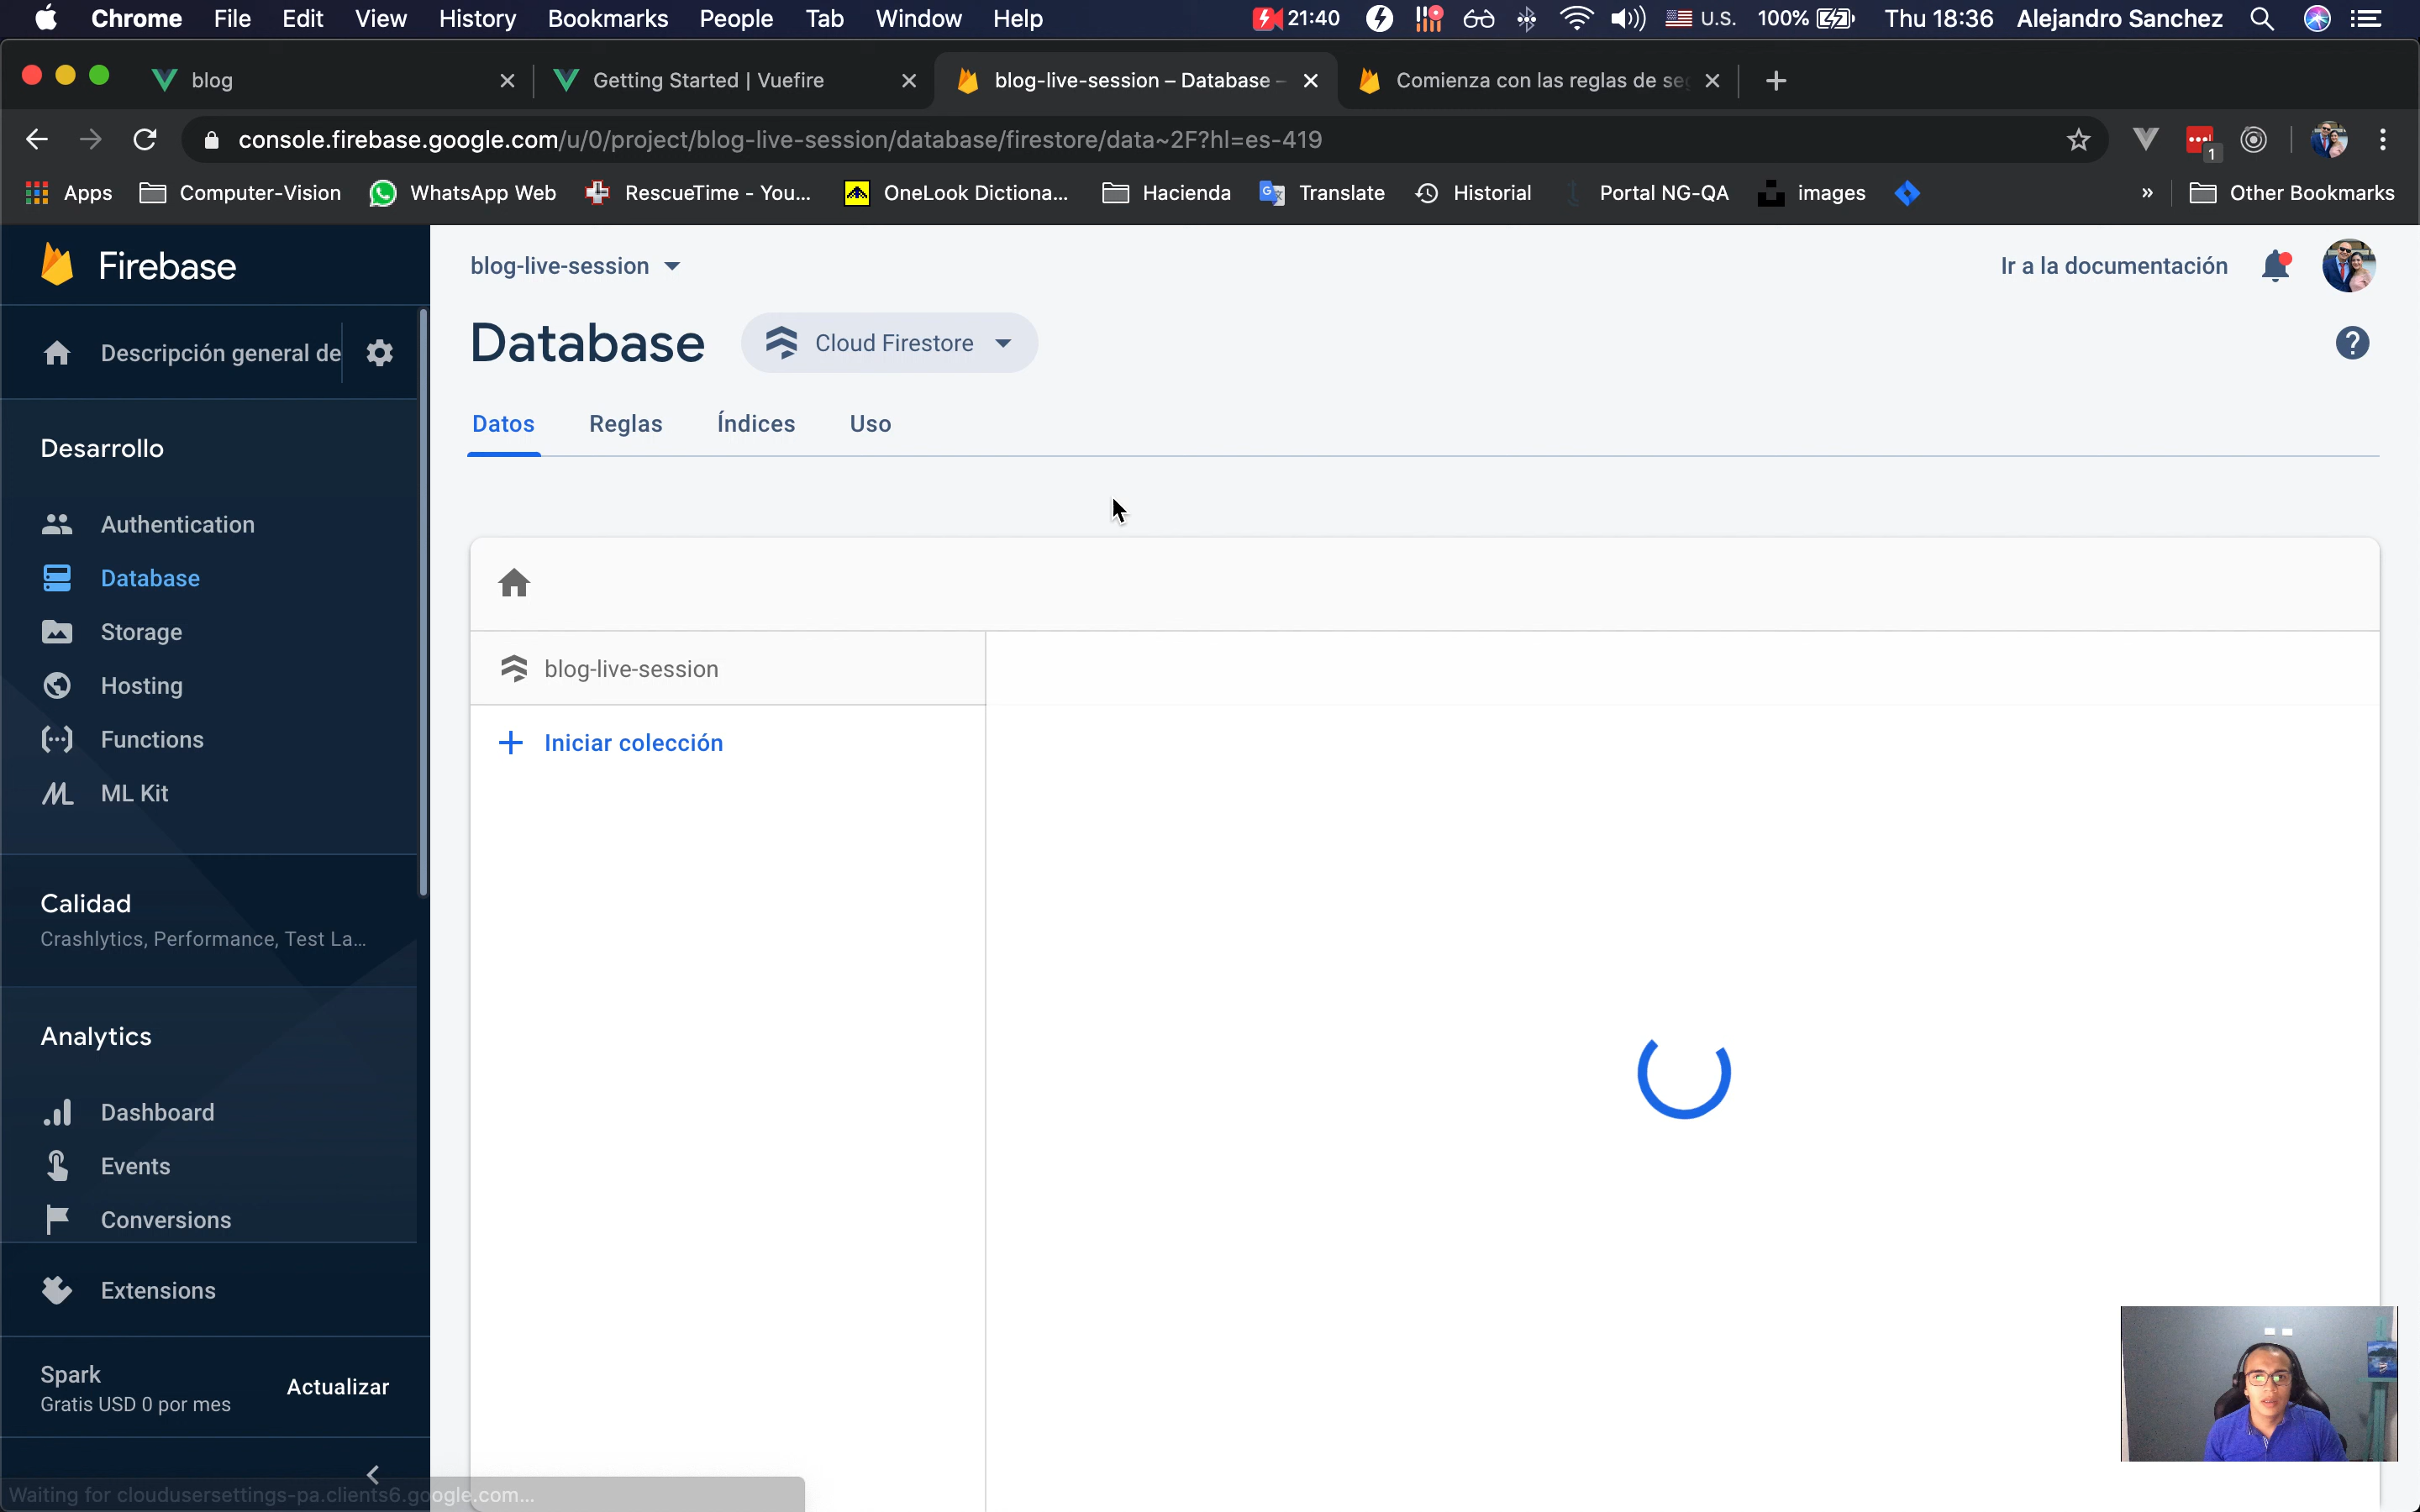 Chrome File Edit View History Bookmarks People Tab Window Help 21:40 U.S. 100% Thu 18:36 Alejandro Sanchez
blog Getting Started | Vuefire blog-live-session – Database – Comienza con las reglas de seg
console.firebase.google.com/u/0/project/blog-live-session/database/firestore/data~2F?hl=es-419 1
Apps Computer-Vision WhatsApp Web RescueTime - You... OneLook Dictiona... Hacienda Translate Historial Portal NG-QA images » Other Bookmarks
Firebase
Descripción general de
Desarrollo
Authentication
Database
Storage
Hosting
Functions
ML Kit
Calidad
Crashlytics, Performance, Test La...
Analytics
Dashboard
Events
Conversions
Extensions
Spark
Gratis USD 0 por mes
Actualizar
blog-live-session
Ir a la documentación
Database
Cloud Firestore
?
Datos Reglas Índices Uso
blog-live-session
+ Iniciar colección
Waiting for cloudusersettings-pa.clients6.google.com...